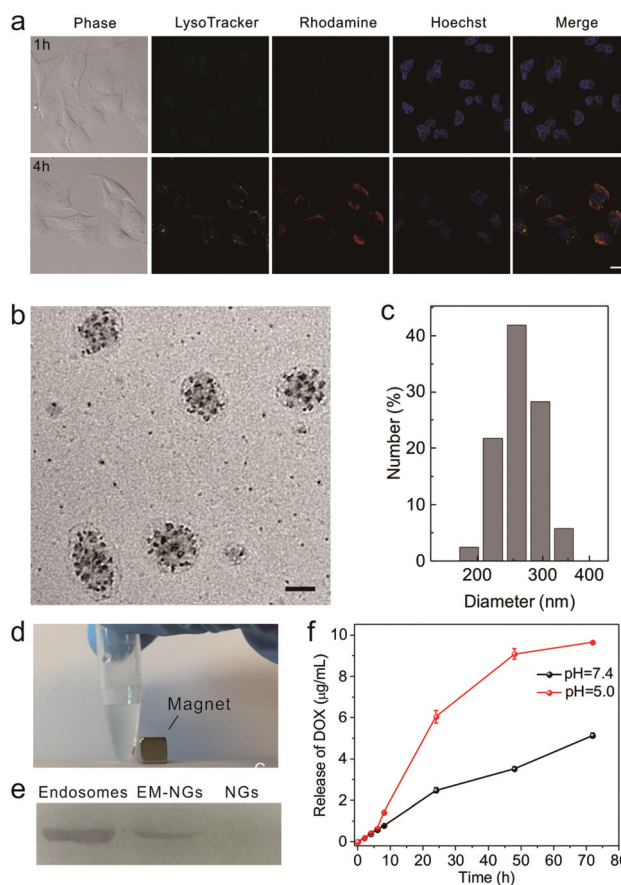 a
Phase LysoTracker Rhodamine Hoechst Merge
1h
4h
b
c
40
30
20
10
0
Number (%)
200 300 400
Diameter (nm)
d
Magnet
e
Endosomes EM-NGs NGs
f
10
8
6
4
2
0
Release of DOX (μg/mL)
pH=7.4
pH=5.0
0 10 20 30 40 50 60 70 80
Time (h)